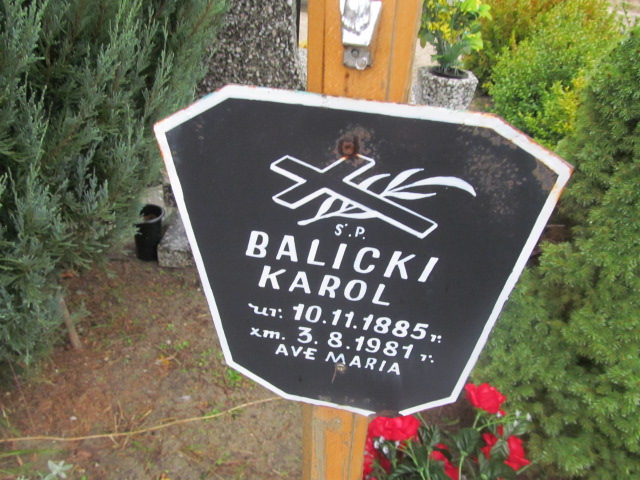 Ś.P.
BALICKI
KAROL
ur. 10.11.1885 r.
zm. 3.8.1981 r.
AVE MARIA